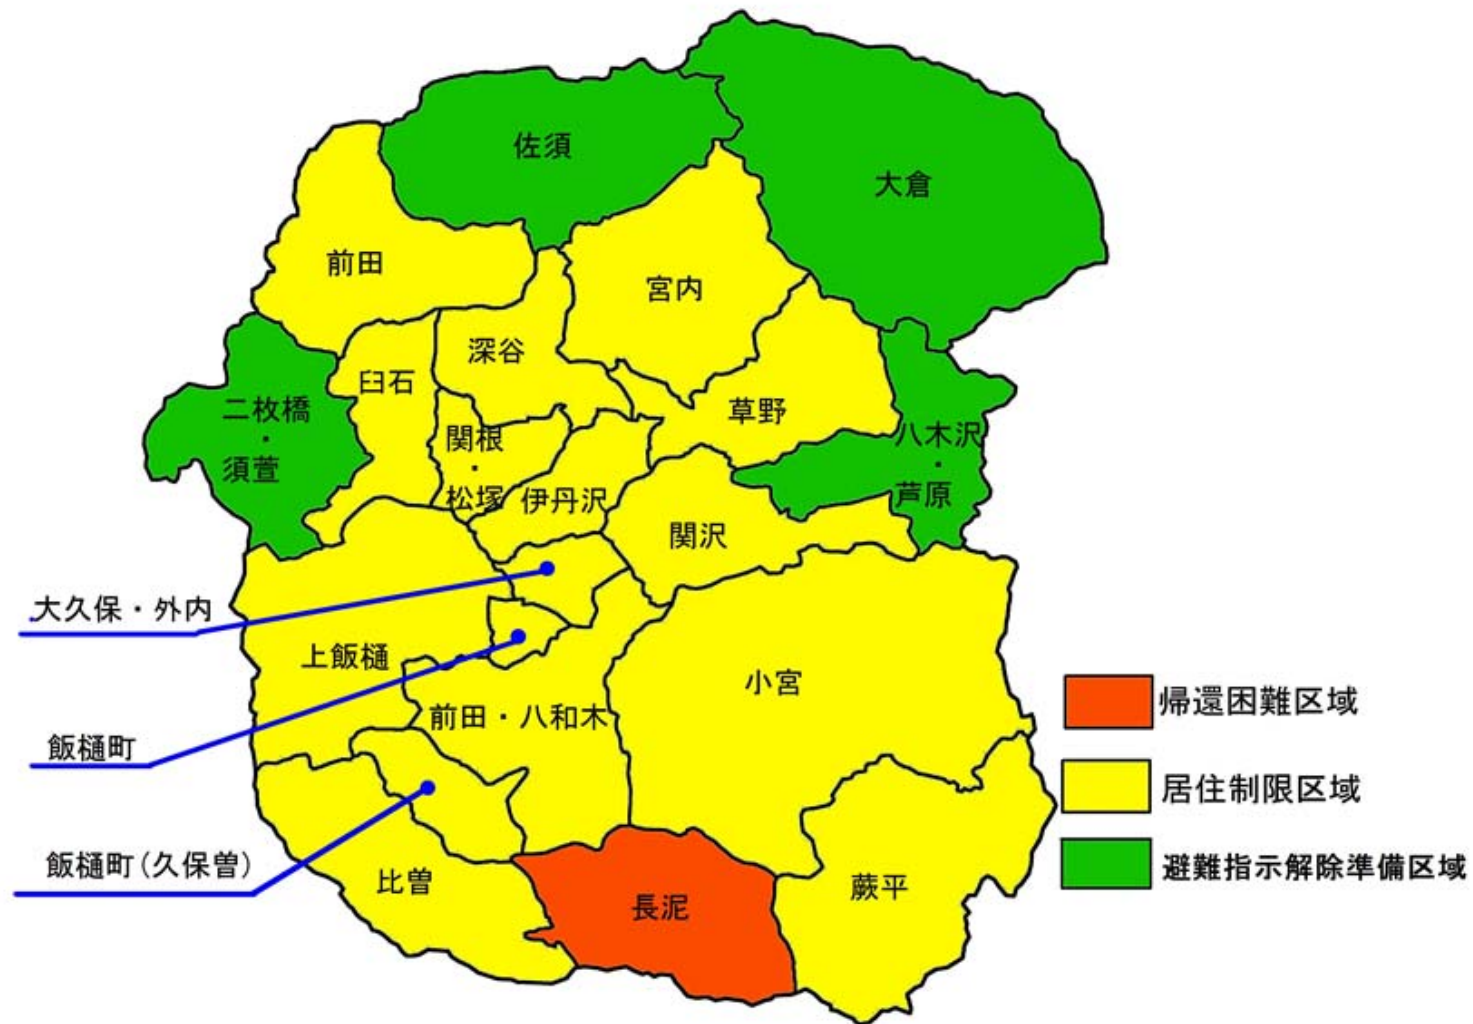 佐須
大倉
前田
宮内
深谷
臼石
二枚橋
・
須萱
草野
関根
・
松塚
八木沢
・
芦原
伊丹沢
関沢
大久保・外内
上飯樋
小宮
前田・八和木
飯樋町
飯樋町(久保曽)
比曽
長泥
蕨平
帰還困難区域
居住制限区域
避難指示解除準備区域